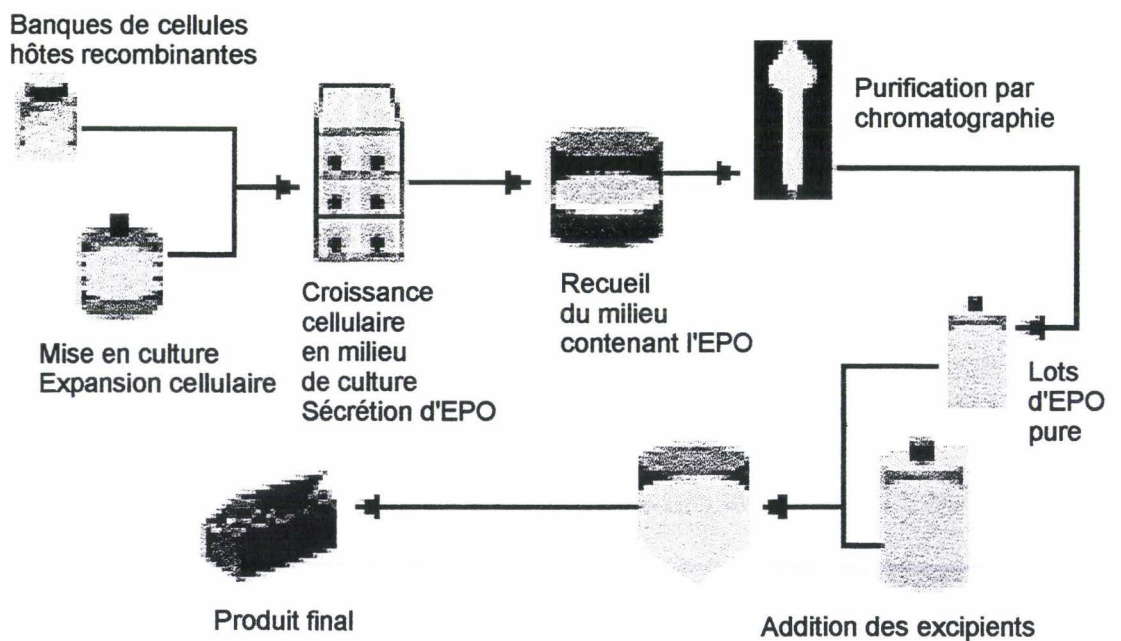 Banques de cellules
hôtes recombinantes
Mise en culture
Expansion cellulaire
Croissance
cellulaire
en milieu
de culture
Sécrétion d'EPO
Recueil
du milieu
contenant l'EPO
Purification par
chromatographie
Lots
d'EPO
pure
Addition des excipients
Produit final